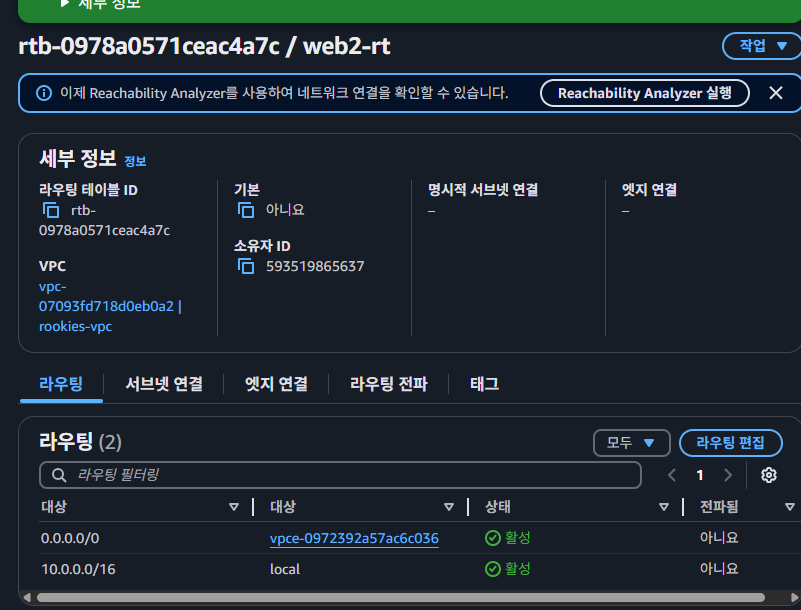 ▶ 세부 정보
rtb-0978a0571ceac4a7c / web2-rt
작업 ▼
이제 Reachability Analyzer를 사용하여 네트워크 연결을 확인할 수 있습니다.
Reachability Analyzer 실행
세부 정보 정보
라우팅 테이블 ID
rtb-
0978a0571ceac4a7c
VPC
vpc-
07093fd718d0eb0a2 |
rookies-vpc
기본
아니요
소유자 ID
593519865637
명시적 서브넷 연결
–
엣지 연결
–
라우팅 서브넷 연결 엣지 연결 라우팅 전파 태그
라우팅 (2)
모두 ▼
라우팅 편집
라우팅 필터링
1
대상 대상 상태 전파됨
0.0.0.0/0 vpce-0972392a57ac6c036 활성 아니요
10.0.0.0/16 local 활성 아니요